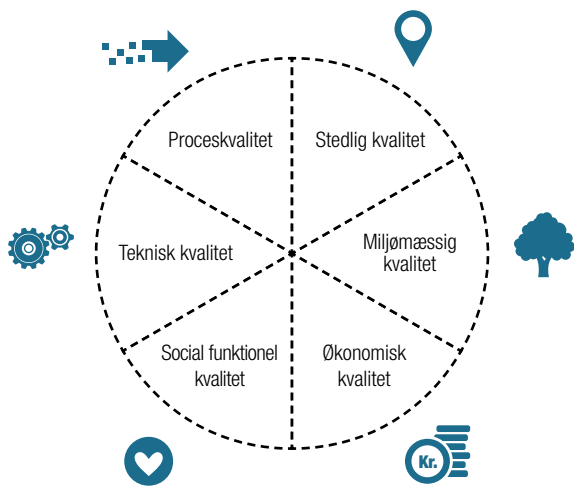 Proceskvalitet
Stedlig kvalitet
Teknisk kvalitet
Miljømæssig
kvalitet
Social funktionel
kvalitet
Økonomisk
kvalitet
Kr.